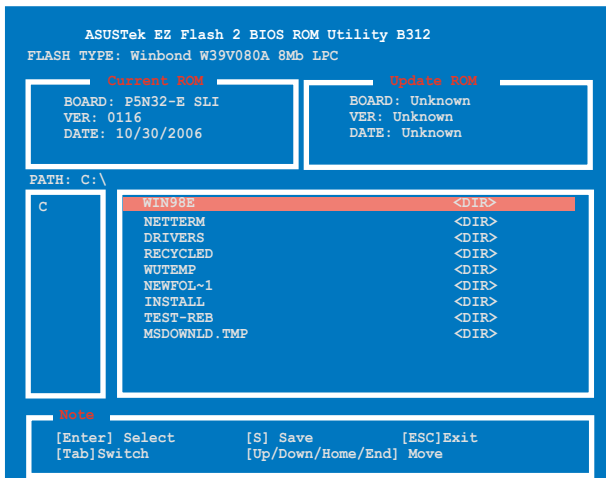 ASUSTek EZ Flash 2 BIOS ROM Utility B312
FLASH TYPE: Winbond W39V080A 8Mb LPC
Current ROM
BOARD: P5N32-E SLI
VER: 0116
DATE: 10/30/2006
Update ROM
BOARD: Unknown
VER: Unknown
DATE: Unknown
PATH: C:\
C
WIN98E <DIR>
NETTERM <DIR>
DRIVERS <DIR>
RECYCLED <DIR>
WUTEMP <DIR>
NEWFOL~1 <DIR>
INSTALL <DIR>
TEST-REB <DIR>
MSDOWNLD.TMP <DIR>
Note
[Enter] Select [S] Save [ESC]Exit
[Tab]Switch [Up/Down/Home/End] Move